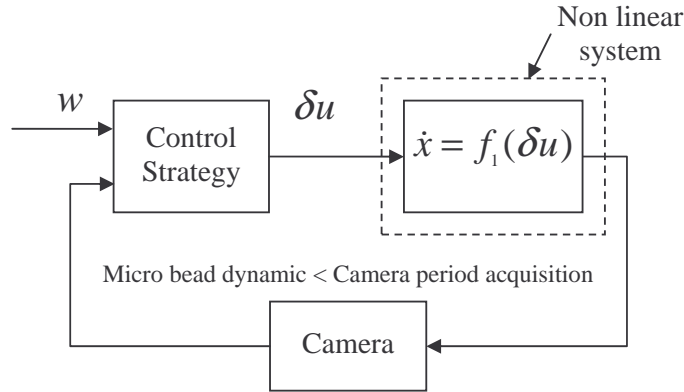 Non linear
system
w
δu
Control
Strategy
ẋ = f₁(δu)
Micro bead dynamic < Camera period acquisition
Camera